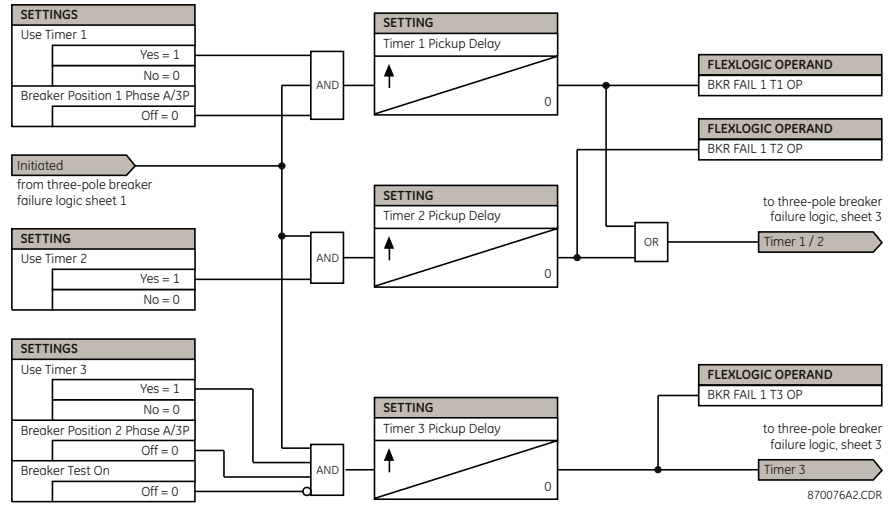 SETTINGS
Use Timer 1
Yes = 1
No = 0
Breaker Position 1 Phase A/3P
Off = 0
Initiated
from three-pole breaker
failure logic sheet 1
SETTING
Use Timer 2
Yes = 1
No = 0
SETTINGS
Use Timer 3
Yes = 1
No = 0
Breaker Position 2 Phase A/3P
Off = 0
Breaker Test On
Off = 0
AND
AND
AND
SETTING
Timer 1 Pickup Delay
0
SETTING
Timer 2 Pickup Delay
0
SETTING
Timer 3 Pickup Delay
0
OR
FLEXLOGIC OPERAND
BKR FAIL 1 T1 OP
FLEXLOGIC OPERAND
BKR FAIL 1 T2 OP
to three-pole breaker
failure logic, sheet 3
Timer 1 / 2
FLEXLOGIC OPERAND
BKR FAIL 1 T3 OP
to three-pole breaker
failure logic, sheet 3
Timer 3
870076A2.CDR